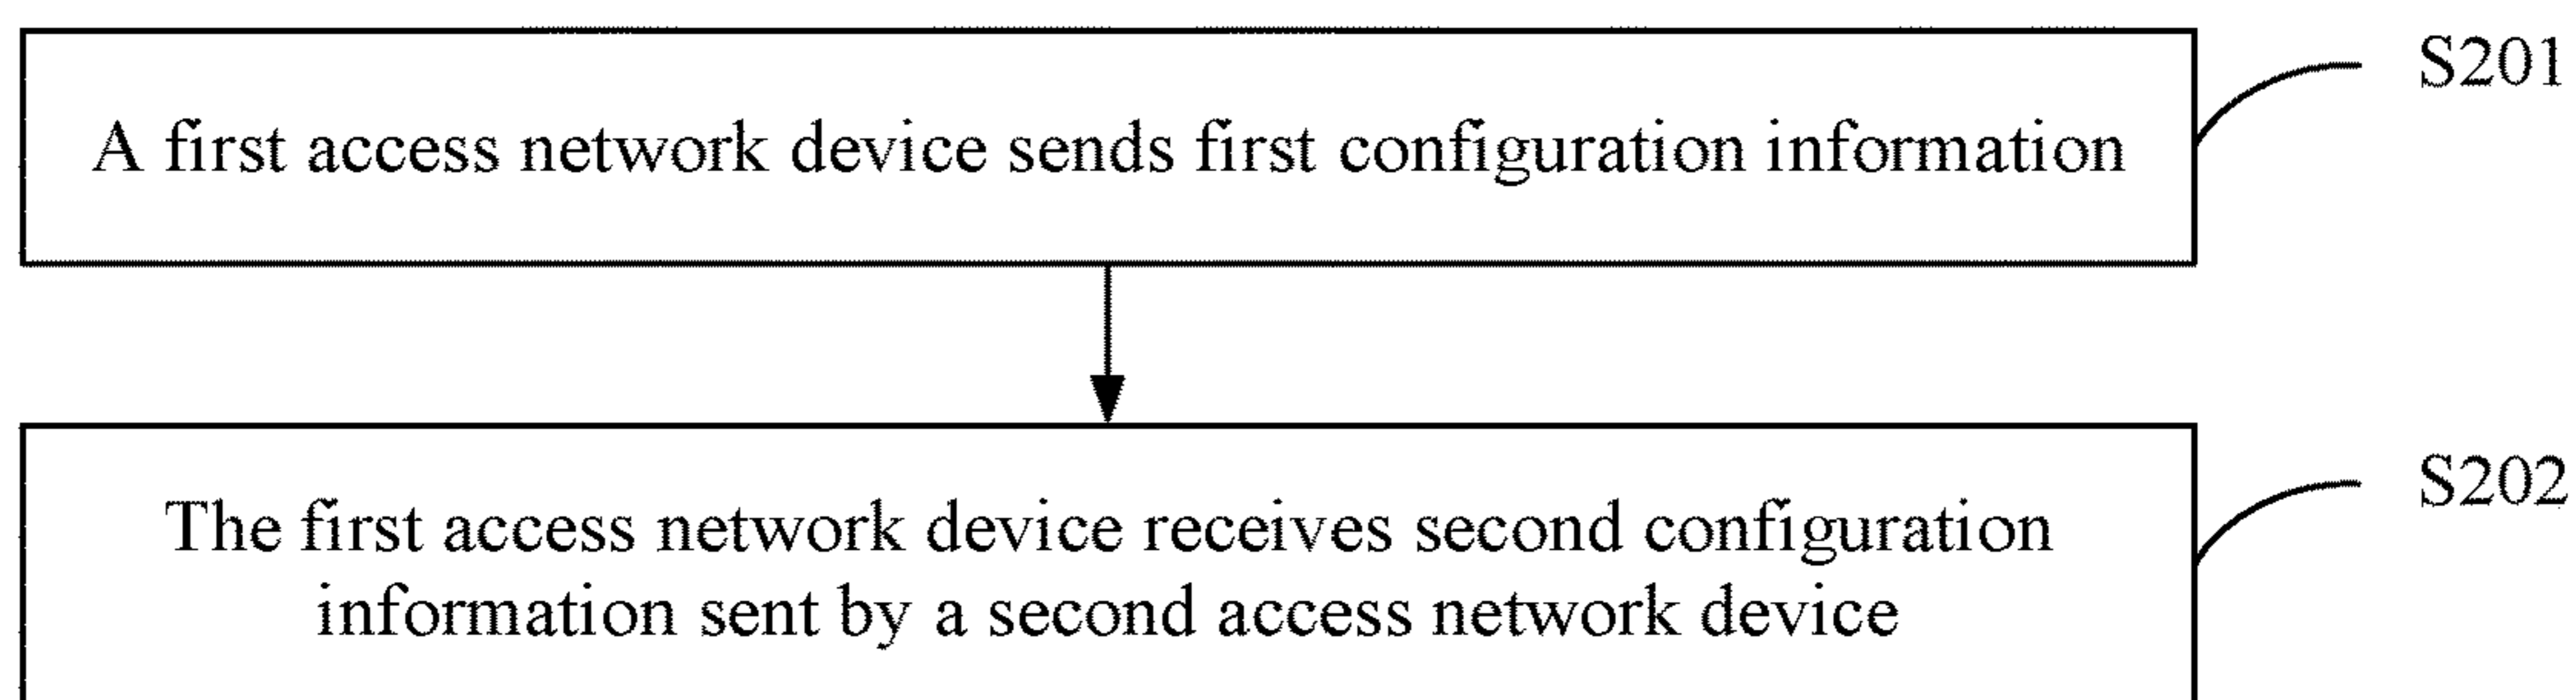 S201
A first access network device sends first configuration information
S202
The first access network device receives second configuration
information sent by a second access network device